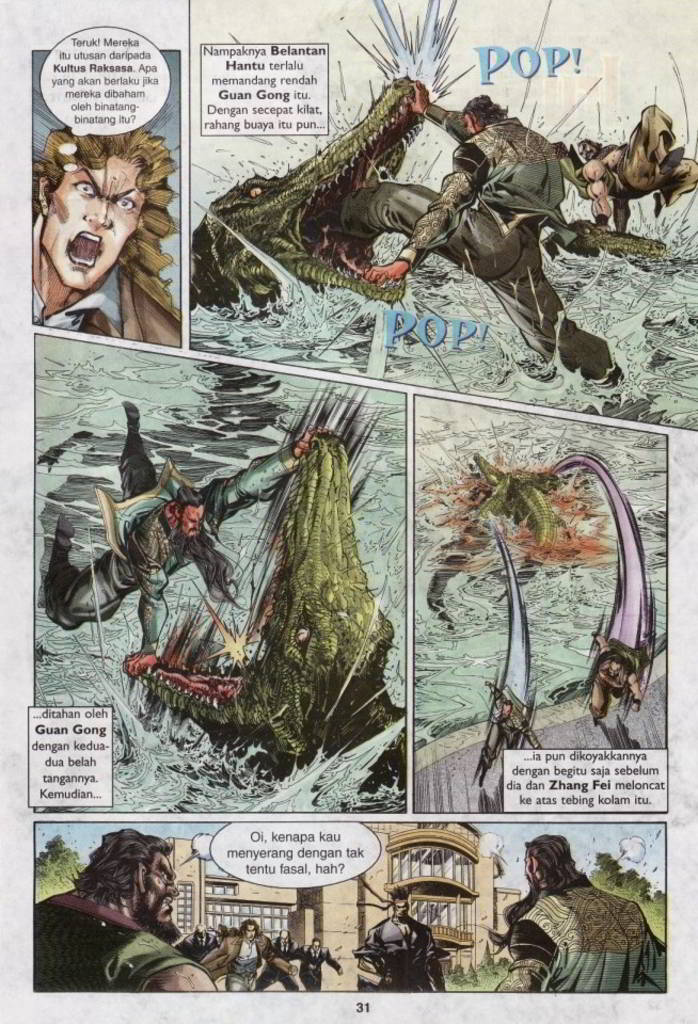 Teruk! Mereka
itu utusan daripada
Kultus Raksasa. Apa
yang akan berlaku jika
mereka dibaham
oleh binatang-
binatang itu?
Nampaknya Belantan
Hantu terlalu
memandang rendah
Guan Gong itu.
Dengan secepat kilat,
rahang buaya itu pun...
POP!
POP!
...ditahan oleh
Guan Gong
dengan kedua-
dua belah
tangannya.
Kemudian...
...ia pun dikoyakkannya
dengan begitu saja sebelum
dia dan Zhang Fei meloncat
ke atas tebing kolam itu.
Oi, kenapa kau
menyerang dengan tak
tentu fasal, hah?
31